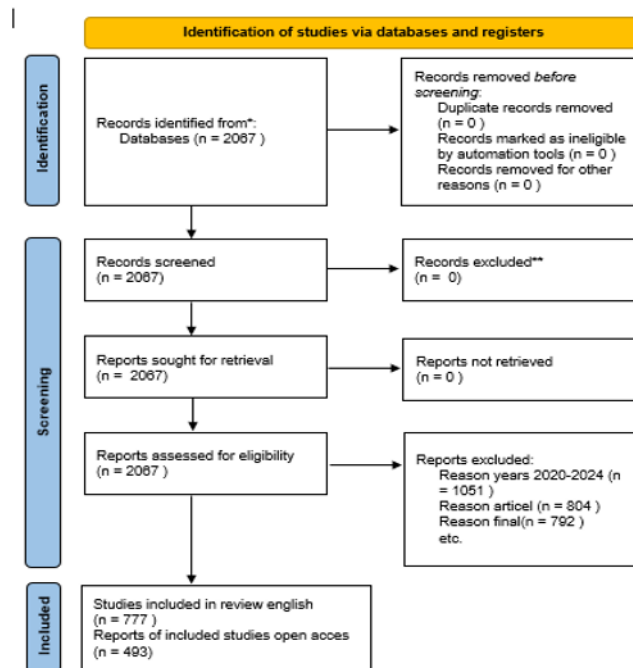 Identification of studies via databases and registers
Identification
Records identified from*:
Databases (n = 2067 )
Records removed before
screening:
Duplicate records removed
(n = 0 )
Records marked as ineligible
by automation tools (n = 0 )
Records removed for other
reasons (n = 0 )
Screening
Records screened
(n = 2067)
Records excluded**
(n = 0)
Reports sought for retrieval
(n = 2067)
Reports not retrieved
(n = 0 )
Reports assessed for eligibility
(n = 2067 )
Reports excluded:
Reason years 2020-2024 (n
= 1051 )
Reason articel (n = 804 )
Reason final(n = 792 )
etc.
Included
Studies included in review english
(n = 777 )
Reports of included studies open acces
(n = 493)